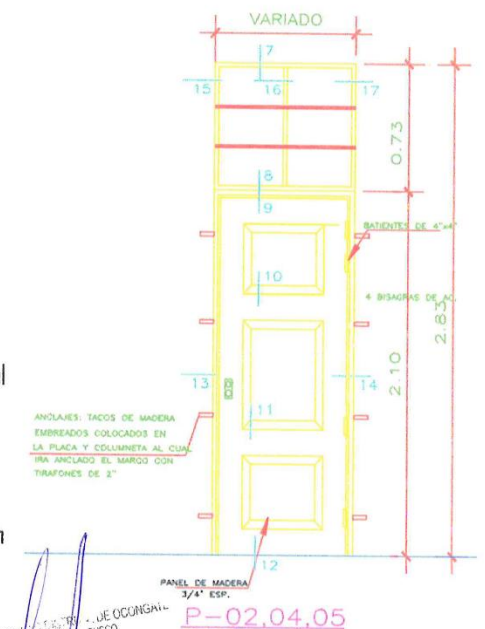 VARIADO
7
15
16
17
0.73
8
9
BATIENTES DE 4"x4"
10
4 BISAGRAS DE AC.
2.83
2.10
13
14
11
ANCLAJES: TACOS DE MADERA
EMBREADOS COLOCADOS EN
LA PLACA Y COLUMNETA AL CUAL
IRA ANCLADO EL MARCO CON
TIRAFONES DE 2"
12
PANEL DE MADERA
3/4" ESP.
DE OCONGATE
P-02,04,05